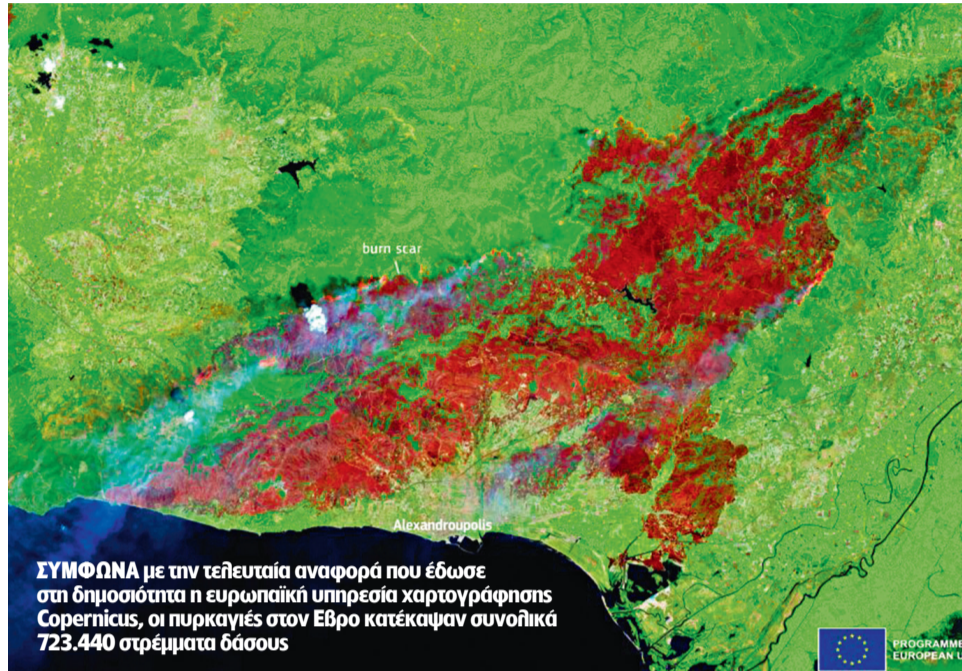 burn scar
Alexandroupolis
ΣΥΜΦΩΝΑ με την τελευταία αναφορά που έδωσε
στη δημοσιότητα η ευρωπαϊκή υπηρεσία χαρτογράφησης
Copernicus, οι πυρκαγιές στον Εβρο κατέκαψαν συνολικά
723.440 στρέμματα δάσους
PROGRAMME
EUROPEAN U